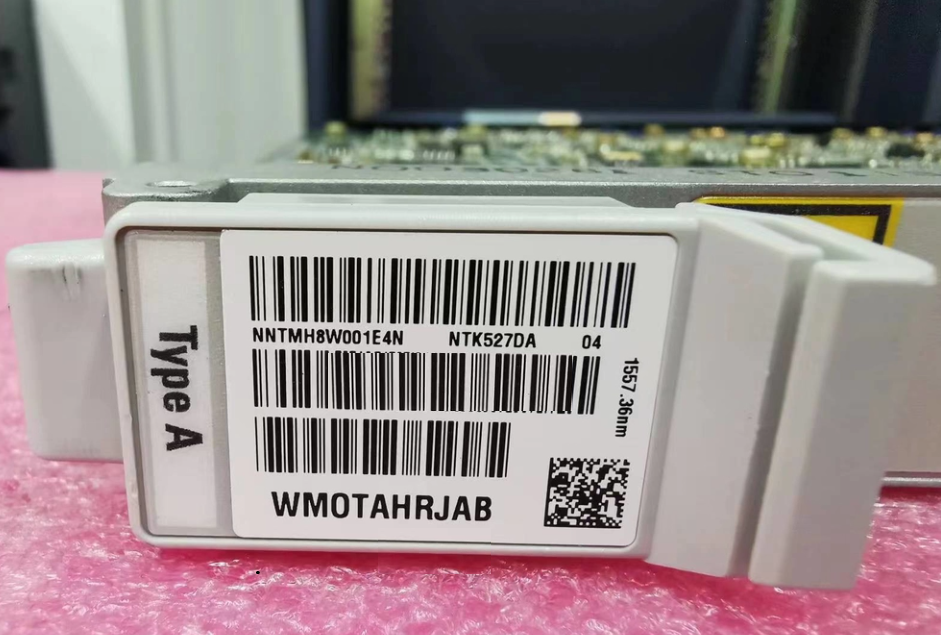 Type A
NNTMH8W001E4N NTK527DA 04
1557.36nm
WMOTAHRJAB